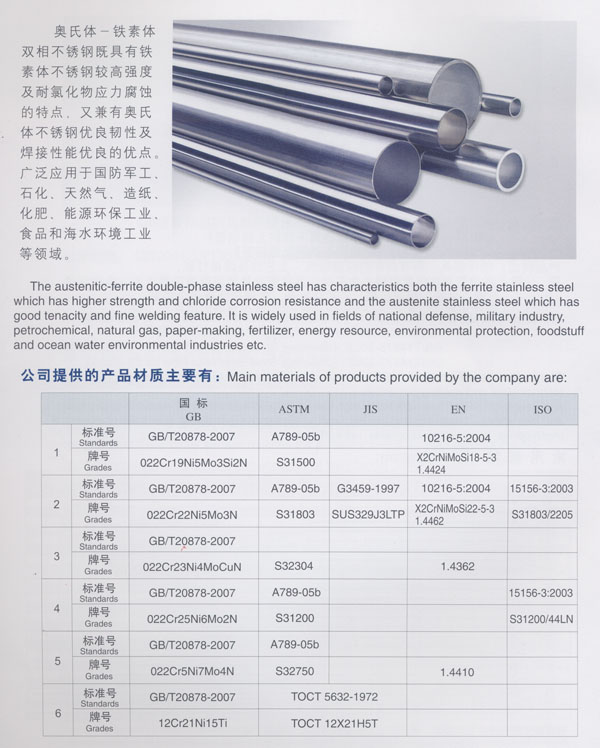 奥氏体－铁素体
双相不锈钢既具有铁
素体不锈钢较高强度
及耐氯化物应力腐蚀
的特点，又兼有奥氏
体不锈钢优良韧性及
焊接性能优良的优点。
广泛应用于国防军工、
石化、天然气、造纸、
化肥、能源环保工业、
食品和海水环境工业
等领域。
The austenitic-ferrite double-phase stainless steel has characteristics both the ferrite stainless steel
which has higher strength and chloride corrosion resistance and the austenite stainless steel which has
good tenacity and fine welding feature. It is widely used in fields of national defense, military industry,
petrochemical, natural gas, paper-making, fertilizer, energy resource, environmental protection, foodstuff
and ocean water environmental industries etc.
公司提供的产品材质主要有：Main materials of products provided by the company are:
国 标 GB ASTM JIS EN ISO
1
标准号 Standards GB/T20878-2007 A789-05b 10216-5:2004
牌号 Grades 022Cr19Ni5Mo3Si2N S31500 X2CrNiMoSi18-5-3 1.4424
2
标准号 Standards GB/T20878-2007 A789-05b G3459-1997 10216-5:2004 15156-3:2003
牌号 Grades 022Cr22Ni5Mo3N S31803 SUS329J3LTP X2CrNiMoSi22-5-3 1.4462 S31803/2205
3
标准号 Standards GB/T20878-2007
牌号 Grades 022Cr23Ni4MoCuN S32304 1.4362
4
标准号 Standards GB/T20878-2007 A789-05b 15156-3:2003
牌号 Grades 022Cr25Ni6Mo2N S31200 S31200/44LN
5
标准号 Standards GB/T20878-2007 A789-05b
牌号 Grades 022Cr5Ni7Mo4N S32750 1.4410
6
标准号 Standards GB/T20878-2007 TOCT 5632-1972
牌号 Grades 12Cr21Ni15Ti TOCT 12X21H5T